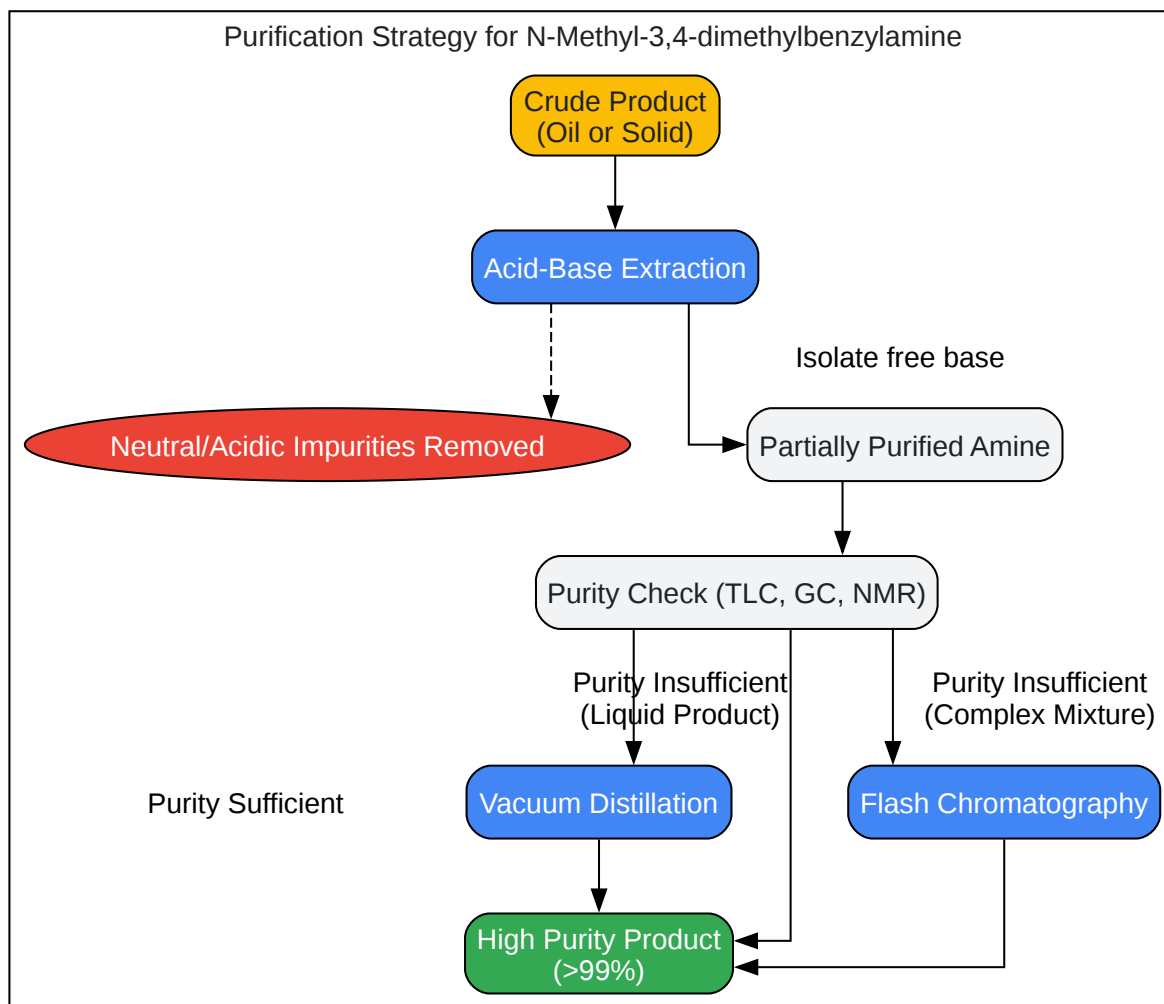 Purification Strategy for N-Methyl-3,4-dimethylbenzylamine
Crude Product
(Oil or Solid)
Acid-Base Extraction
Isolate free base
Neutral/Acidic Impurities Removed
Partially Purified Amine
Purity Check (TLC, GC, NMR)
Purity Insufficient
(Liquid Product)
Purity Insufficient
(Complex Mixture)
Purity Sufficient
Vacuum Distillation
Flash Chromatography
High Purity Product
(>99%)